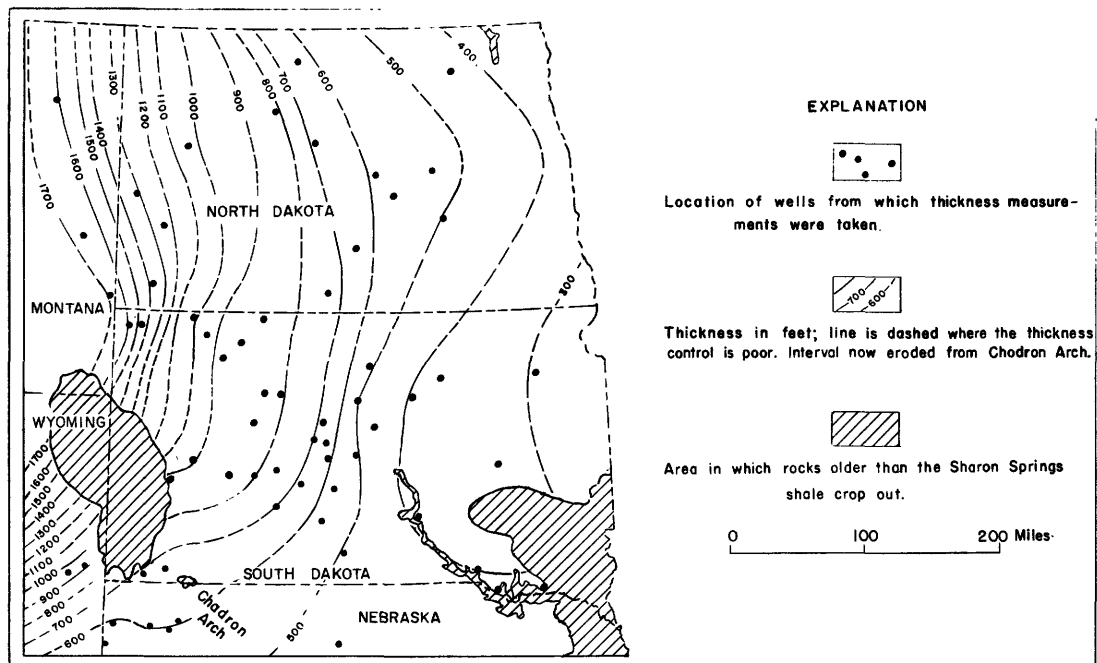 1300
1200
1100
1000
900
800
700
600
500
400
1400
1500
1600
1700
NORTH DAKOTA
300
MONTANA
WYOMING
1700
1600
1500
1400
1300
1200
1100
1000
900
800
700
600
SOUTH DAKOTA
Chadron
Arch
NEBRASKA
500
EXPLANATION
Location of wells from which thickness measure-
ments were taken.
700 600
Thickness in feet; line is dashed where the thickness
control is poor. Interval now eroded from Chodron Arch.
Area in which rocks older than the Sharon Springs
shale crop out.
0 100 200 Miles